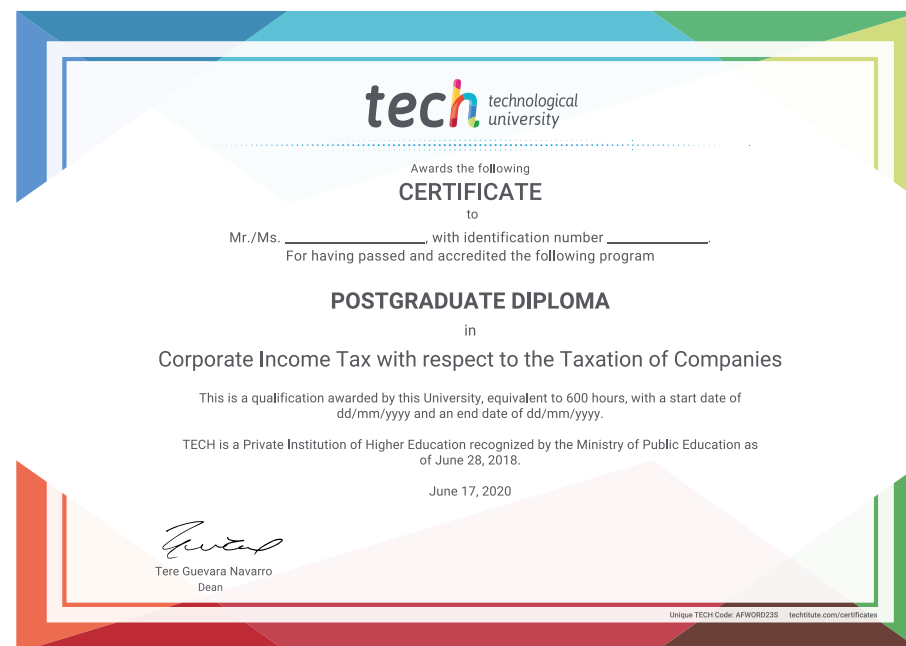 tech technological
university
Awards the following
CERTIFICATE
to
Mr./Ms. ____________, with identification number _________.
For having passed and accredited the following program
POSTGRADUATE DIPLOMA
in
Corporate Income Tax with respect to the Taxation of Companies
This is a qualification awarded by this University, equivalent to 600 hours, with a start date of
dd/mm/yyyy and an end date of dd/mm/yyyy.
TECH is a Private Institution of Higher Education recognized by the Ministry of Public Education as
of June 28, 2018.
June 17, 2020
Tere Guevara Navarro
Dean
Unique TECH Code: AFWORD23S techtitute.com/certificates